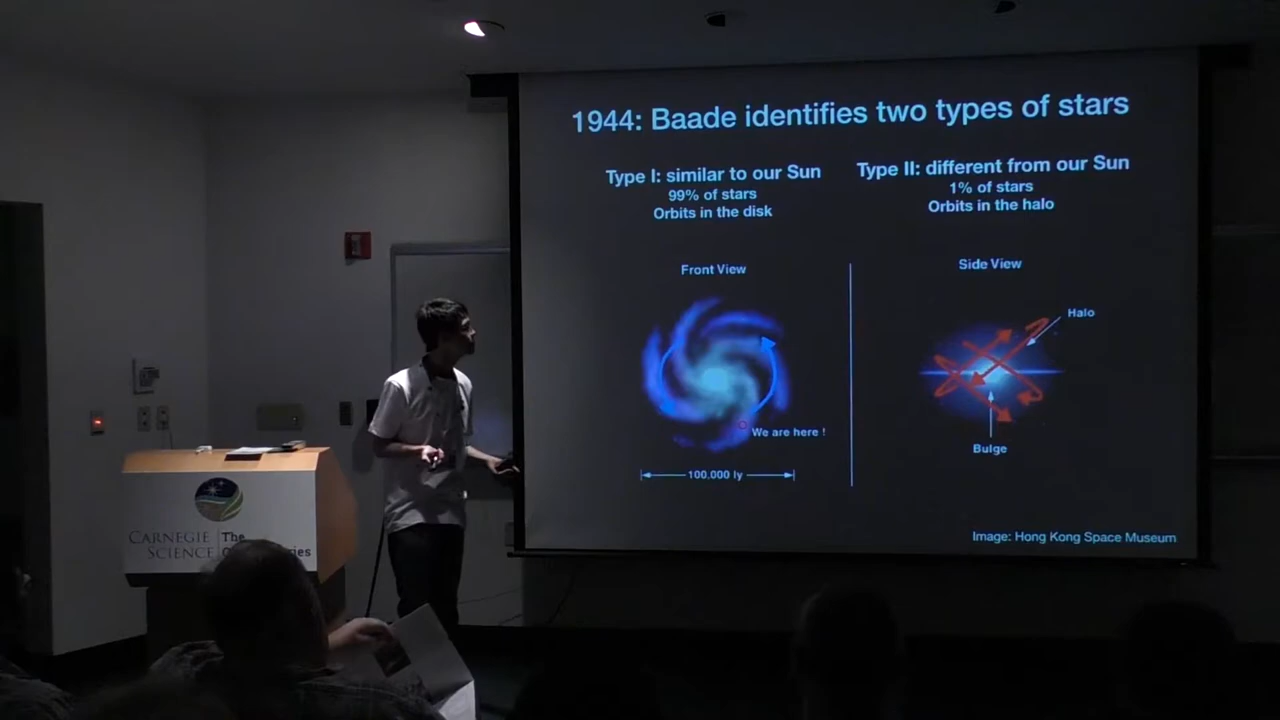 1944: Baade identifies two types of stars
Type I: similar to our Sun
99% of stars
Orbits in the disk
Type II: different from our Sun
1% of stars
Orbits in the halo
Front View
We are here !
100,000 ly
Side View
Halo
Bulge
Image: Hong Kong Space Museum
CARNEGIE
SCIENCE
The